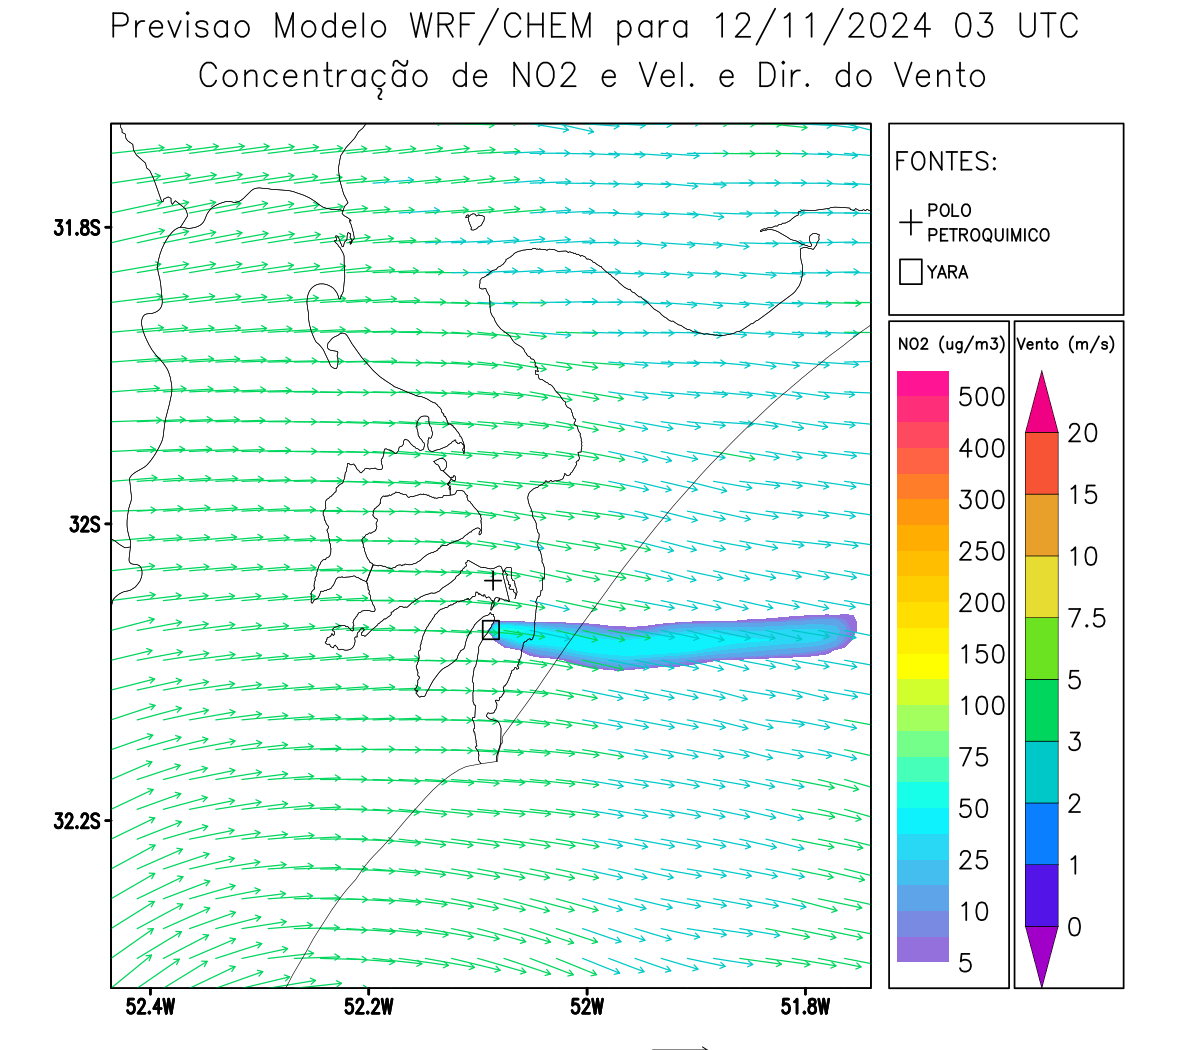 Previsao Modelo WRF/CHEM para 12/11/2024 03 UTC
Concentração de NO2 e Vel. e Dir. do Vento
FONTES:
POLO
PETROQUIMICO
YARA
NO2 (ug/m3)
500
400
300
250
200
150
100
75
50
25
10
5
Vento (m/s)
20
15
10
7.5
5
3
2
1
0
31.8S
32S
32.2S
52.4W
52.2W
52W
51.8W